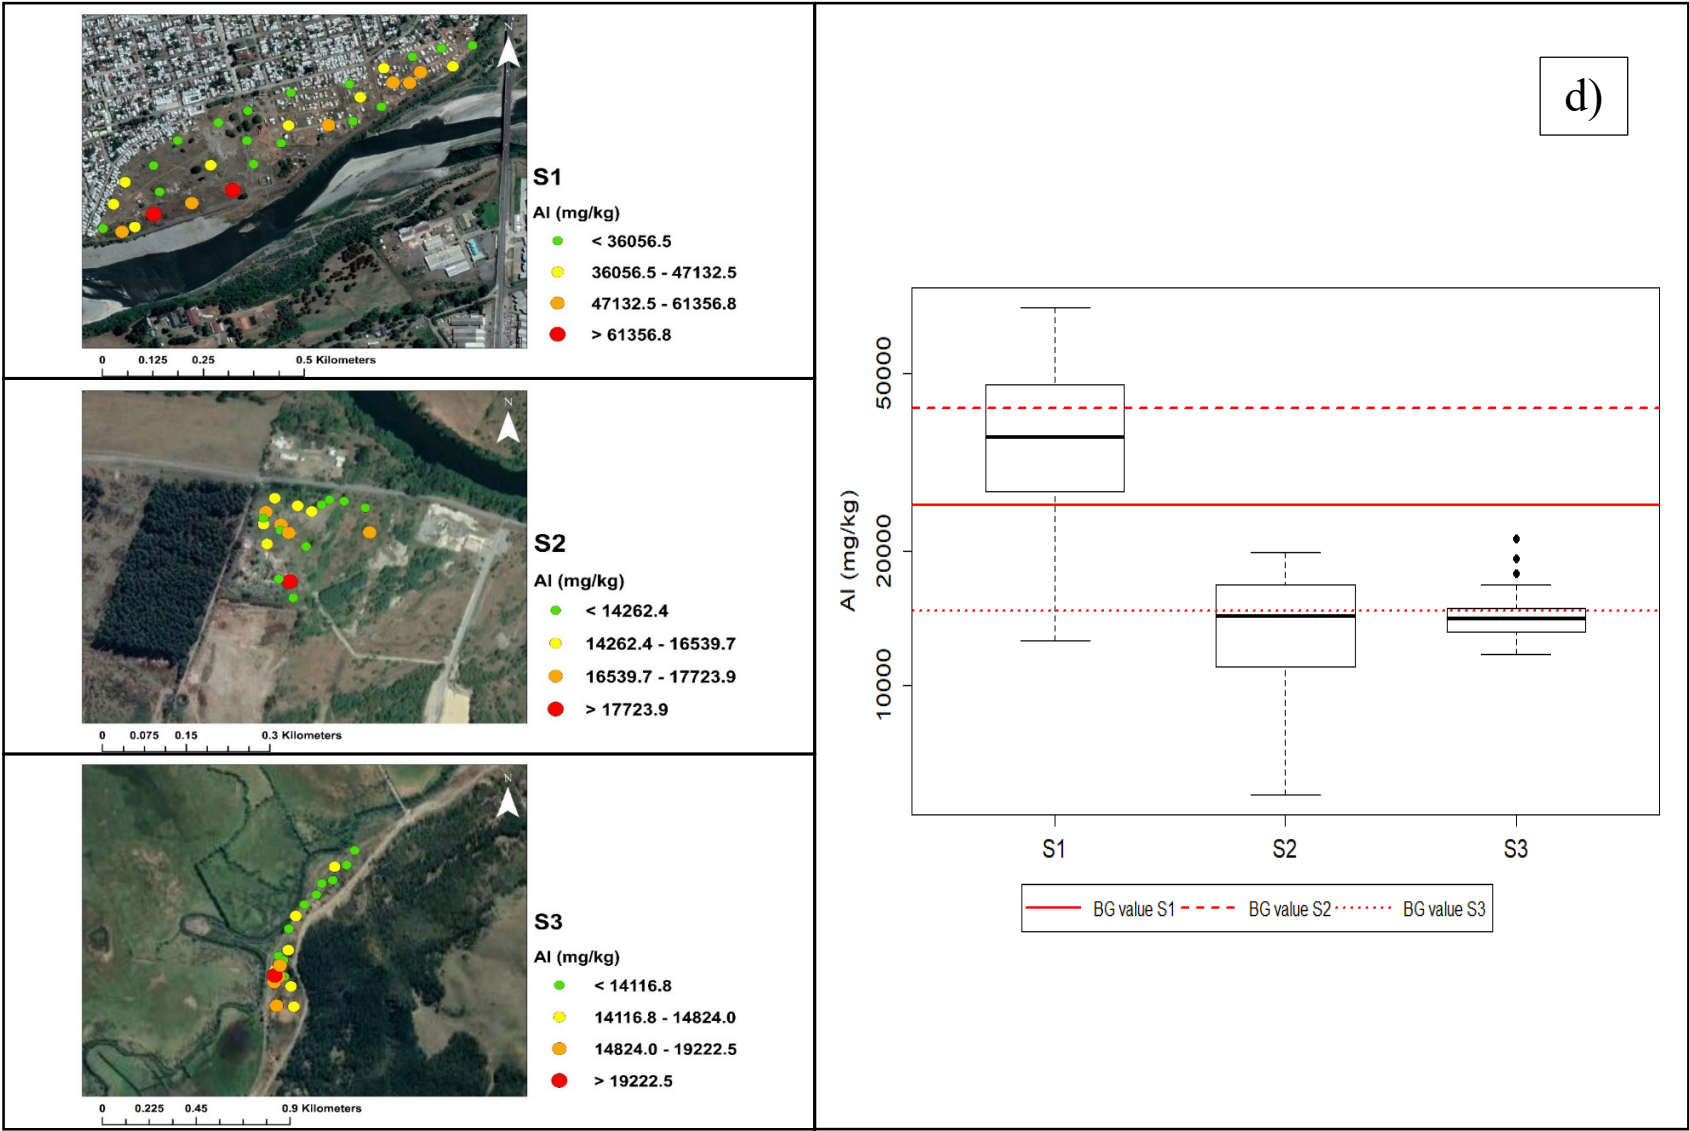 N
S1
Al (mg/kg)
< 36056.5
36056.5 - 47132.5
47132.5 - 61356.8
> 61356.8
0 0.125 0.25 0.5 Kilometers
N
S2
Al (mg/kg)
< 14262.4
14262.4 - 16539.7
16539.7 - 17723.9
> 17723.9
0 0.075 0.15 0.3 Kilometers
N
S3
Al (mg/kg)
< 14116.8
14116.8 - 14824.0
14824.0 - 19222.5
> 19222.5
0 0.225 0.45 0.9 Kilometers
d)
Al (mg/kg)
50000
20000
10000
S1 S2 S3
BG value S1 BG value S2 BG value S3